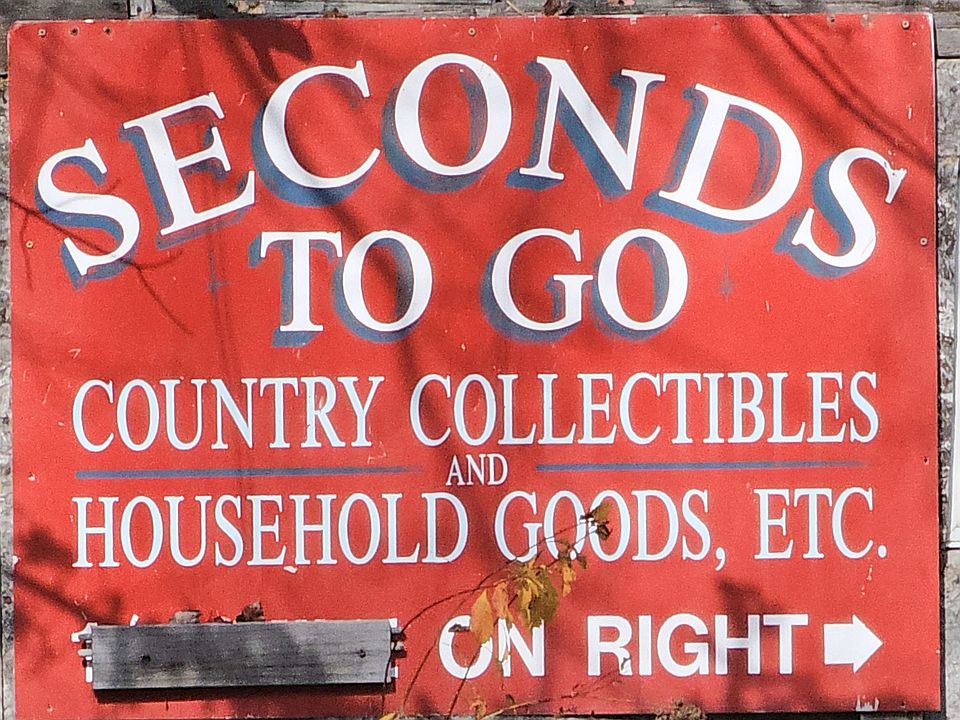 SECONDS
TO GO
COUNTRY COLLECTIBLES
AND
HOUSEHOLD GOODS, ETC.
ON RIGHT